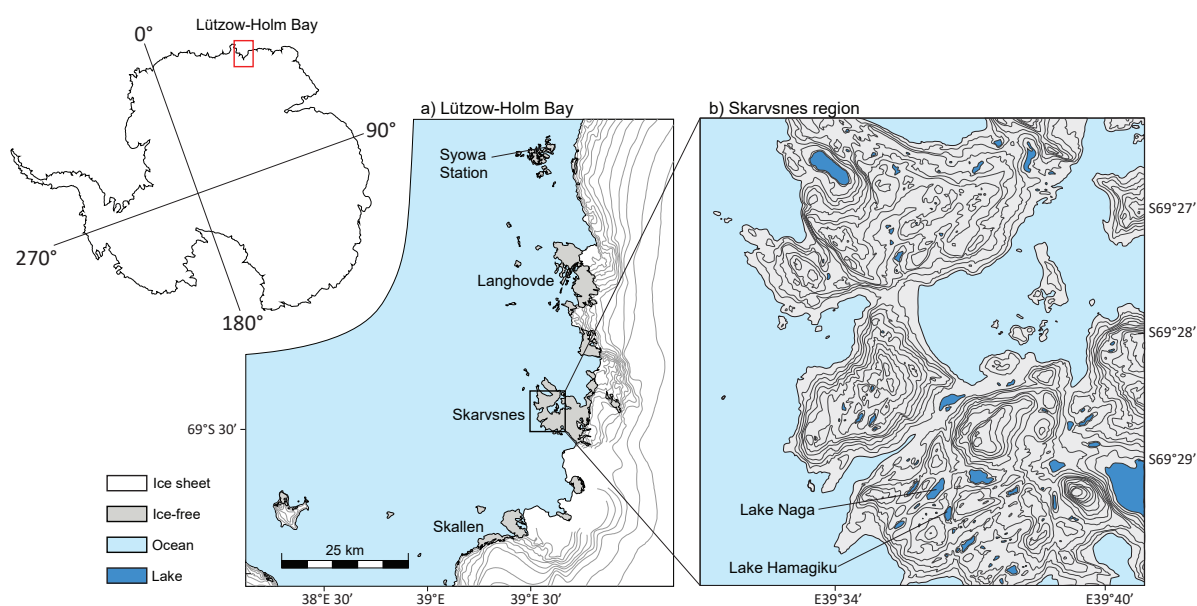 Lützow-Holm Bay
0°
90°
270°
180°
a) Lützow-Holm Bay
Syowa
Station
Langhovde
Skarvsnes
69°S 30'
Skallen
25 km
38°E 30'
39°E
39°E 30'
Ice sheet
Ice-free
Ocean
Lake
b) Skarvsnes region
S69°27'
S69°28'
S69°29'
Lake Naga
Lake Hamagiku
E39°34'
E39°40'